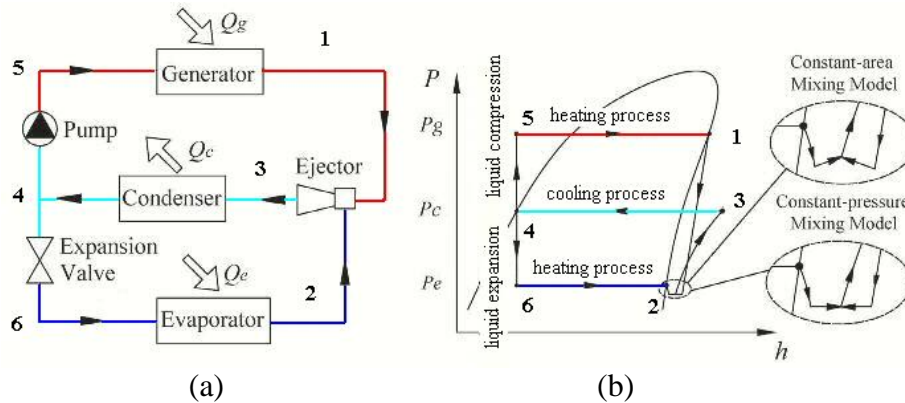 Qg
1
5
Generator
Pump
Qc
3
Ejector
4
Condenser
Expansion
Valve
Qe
2
6
Evaporator
(a)
P
Pg
Pc
Pe
h
liquid compression
liquid expansion
5
heating process
1
cooling process
3
4
heating process
6
2
Constant-area
Mixing Model
Constant-pressure
Mixing Model
(b)